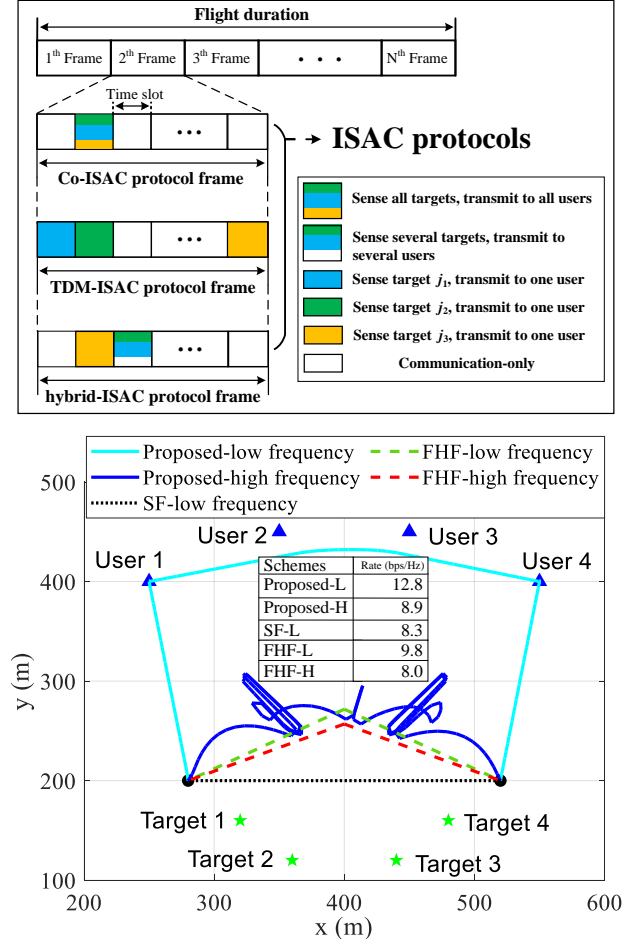 Flight duration
1th Frame 2th Frame 3th Frame • • • Nth Frame
Time slot
•••
Co-ISAC protocol frame
•••
TDM-ISAC protocol frame
•••
hybrid-ISAC protocol frame
ISAC protocols
Sense all targets, transmit to all users
Sense several targets, transmit to
several users
Sense target j1, transmit to one user
Sense target j2, transmit to one user
Sense target j3, transmit to one user
Communication-only
Proposed-low frequency FHF-low frequency
Proposed-high frequency FHF-high frequency
SF-low frequency
User 2 User 3
User 1 User 4
Schemes Rate (bps/Hz)
Proposed-L 12.8
Proposed-H 8.9
SF-L 8.3
FHF-L 9.8
FHF-H 8.0
Target 1 Target 4
Target 2 Target 3
500
400
300
200
100
y (m)
200 300 400 500 600
x (m)